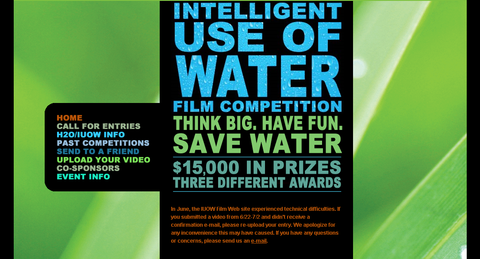 INTELLIGENT
USE OF
WATER
FILM COMPETITION
THINK BIG. HAVE FUN.
SAVE WATER
$15,000 IN PRIZES
THREE DIFFERENT AWARDS
HOME
CALL FOR ENTRIES
H2O/IUOW INFO
PAST COMPETITIONS
SEND TO A FRIEND
UPLOAD YOUR VIDEO
CO-SPONSORS
EVENT INFO
In June, the IUOW Film Web site experienced technical difficulties. If
you submitted a video from 6/22-7/2 and didn't receive a
confirmation e-mail, please re-upload your entry. We apologize for
any inconvenience this may have caused. If you have any questions
or concerns, please send us an e-mail.